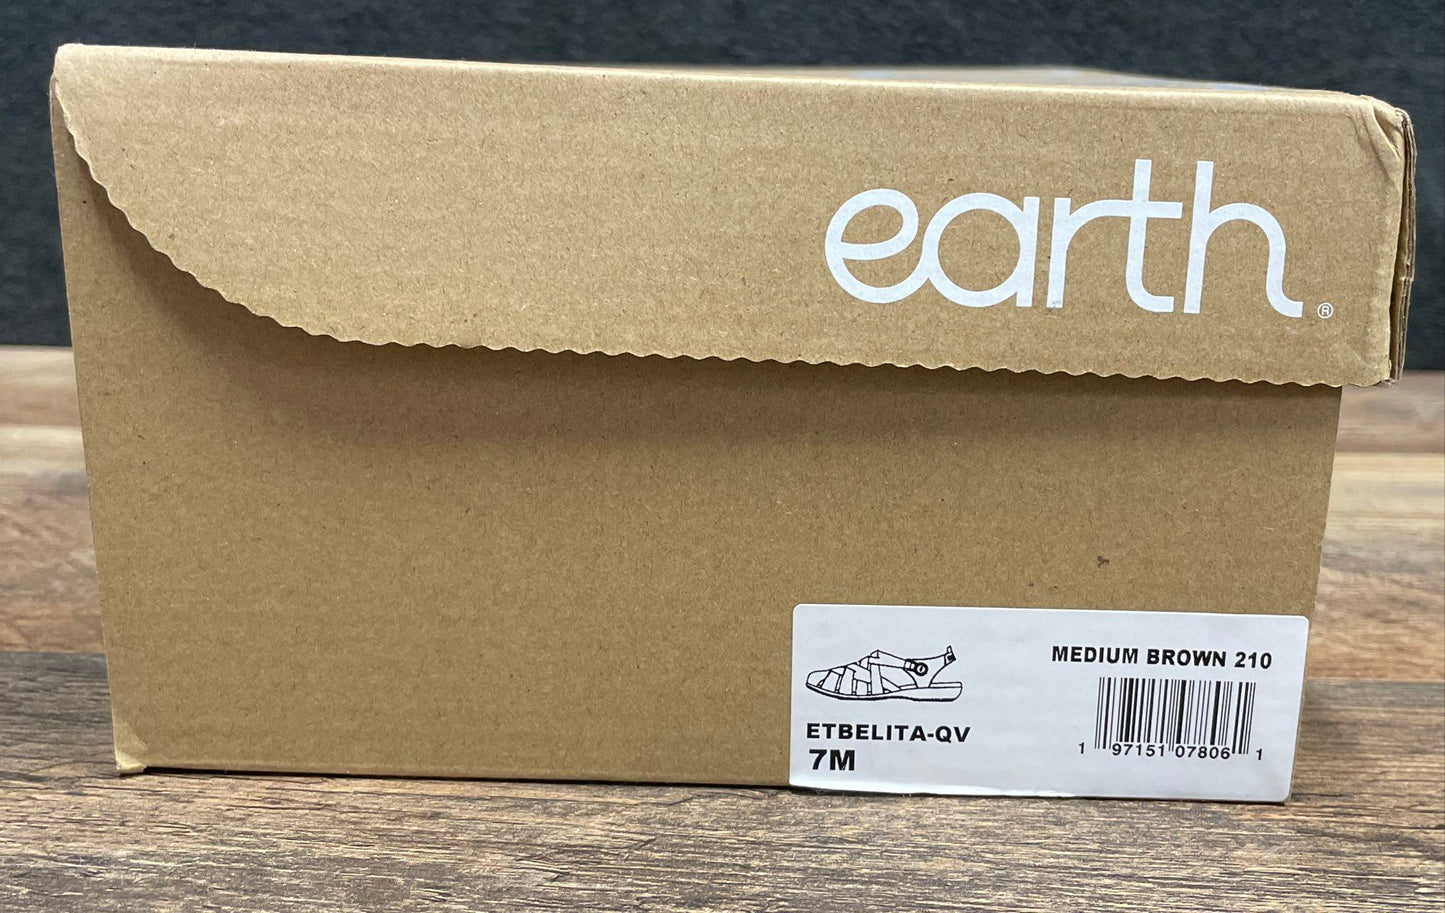 earth®
MEDIUM BROWN 210
ETBELITA-QV
7M
1 97151 07806 1